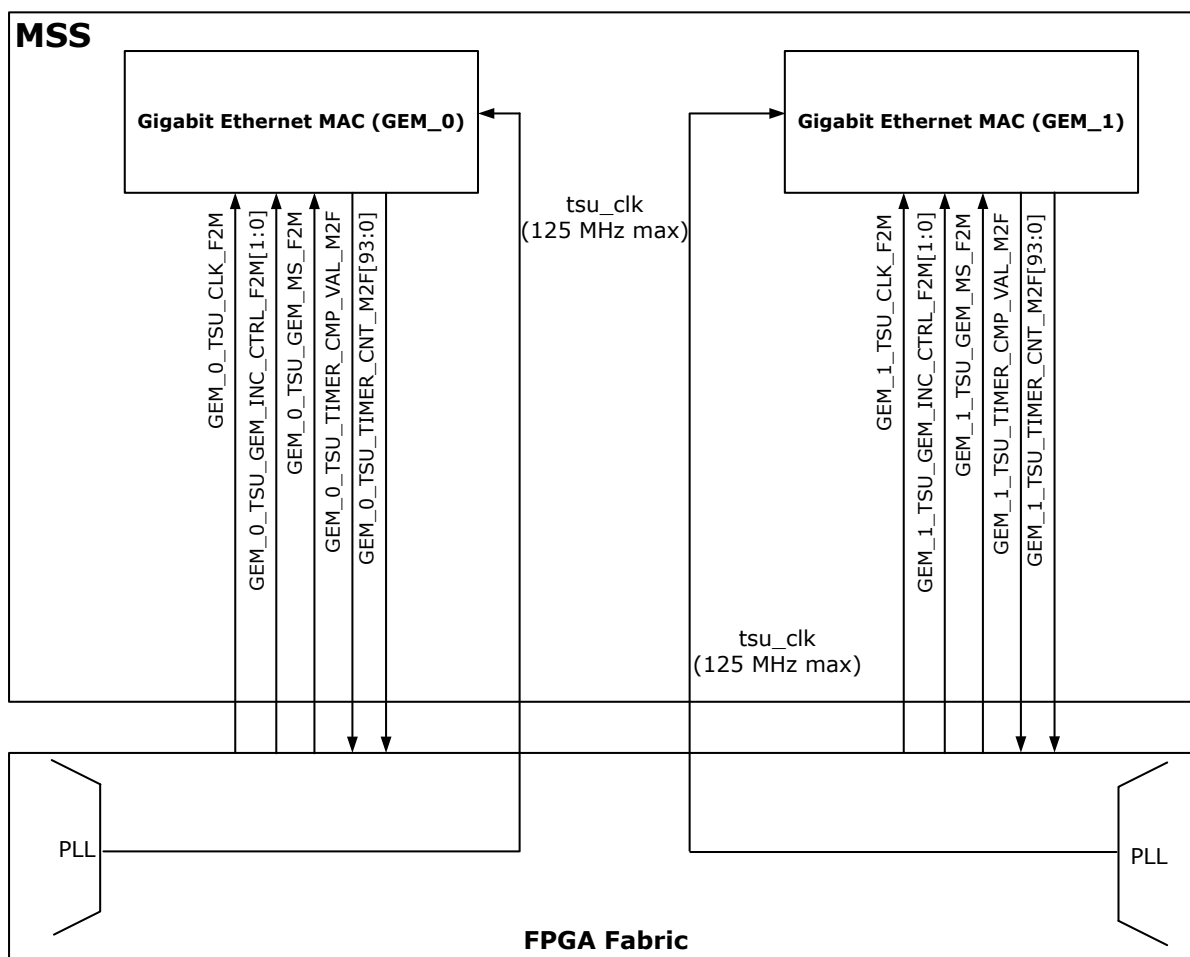 MSS
Gigabit Ethernet MAC (GEM_0)
Gigabit Ethernet MAC (GEM_1)
GEM_0_TSU_CLK_F2M
GEM_0_TSU_GEM_INC_CTRL_F2M[1:0]
GEM_0_TSU_GEM_MS_F2M
GEM_0_TSU_TIMER_CMP_VAL_M2F
GEM_0_TSU_TIMER_CNT_M2F[93:0]
tsu_clk
(125 MHz max)
GEM_1_TSU_CLK_F2M
GEM_1_TSU_GEM_INC_CTRL_F2M[1:0]
GEM_1_TSU_GEM_MS_F2M
GEM_1_TSU_TIMER_CMP_VAL_M2F
GEM_1_TSU_TIMER_CNT_M2F[93:0]
tsu_clk
(125 MHz max)
PLL
PLL
FPGA Fabric